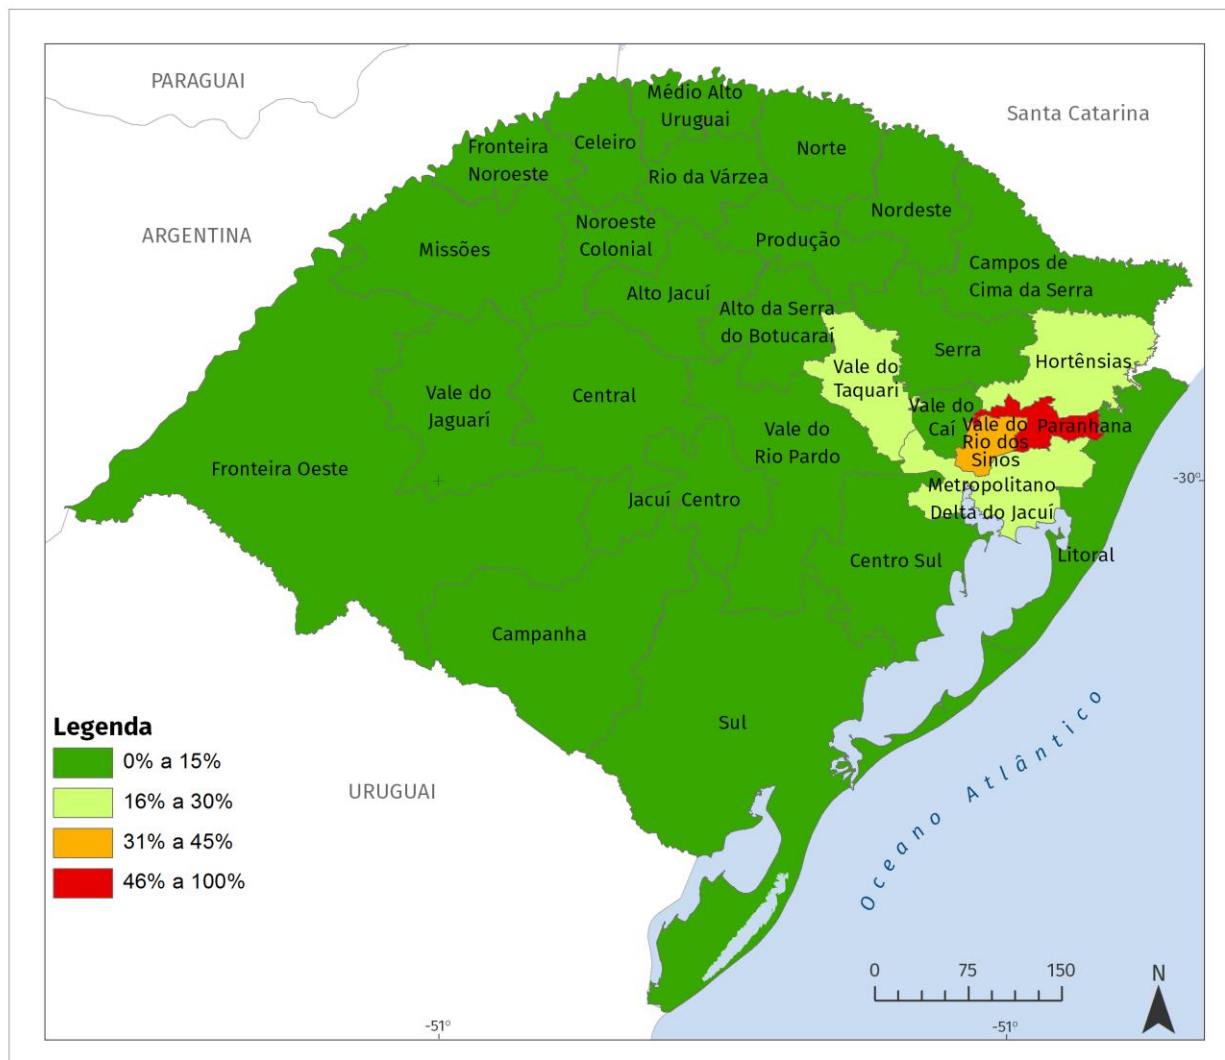 PARAGUAI
Santa Catarina
ARGENTINA
Médio Alto
Uruguai
Norte
Celeiro
Fronteira
Noroeste
Rio da Várzea
Nordeste
Noroeste
Colonial
Produção
Missões
Campos de
Cima da Serra
Alto Jacuí
Alto da Serra
do Botucaraí
Serra
Hortênsias
Vale do
Taquari
Vale do
Jaguarí
Central
Vale do
Caí
Vale do
Rio dos
Sinos
Paranhana
Vale do
Rio Pardo
Fronteira Oeste
-30°
Metropolitano
Delta do Jacuí
Jacuí Centro
Centro Sul
Litoral
Campanha
Sul
Oceano Atlântico
URUGUAI
Legenda
0% a 15%
16% a 30%
31% a 45%
46% a 100%
0 75 150
N
-51°
-51°